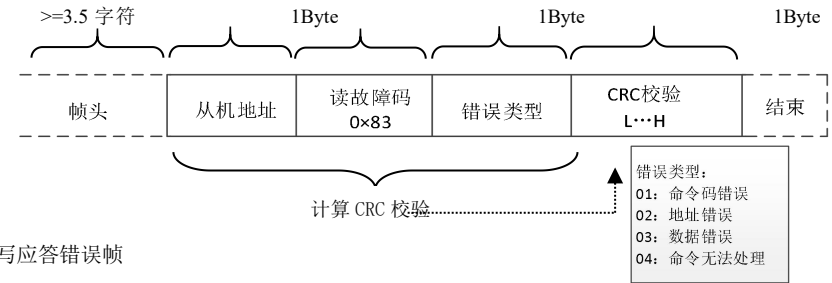 >=3.5 字符
1Byte
1Byte
1Byte
帧头
从机地址
读故障码
0×83
错误类型
CRC校验
L…H
结束
计算 CRC 校验
错误类型：
01：命令码错误
02：地址错误
03：数据错误
04：命令无法处理
写应答错误帧